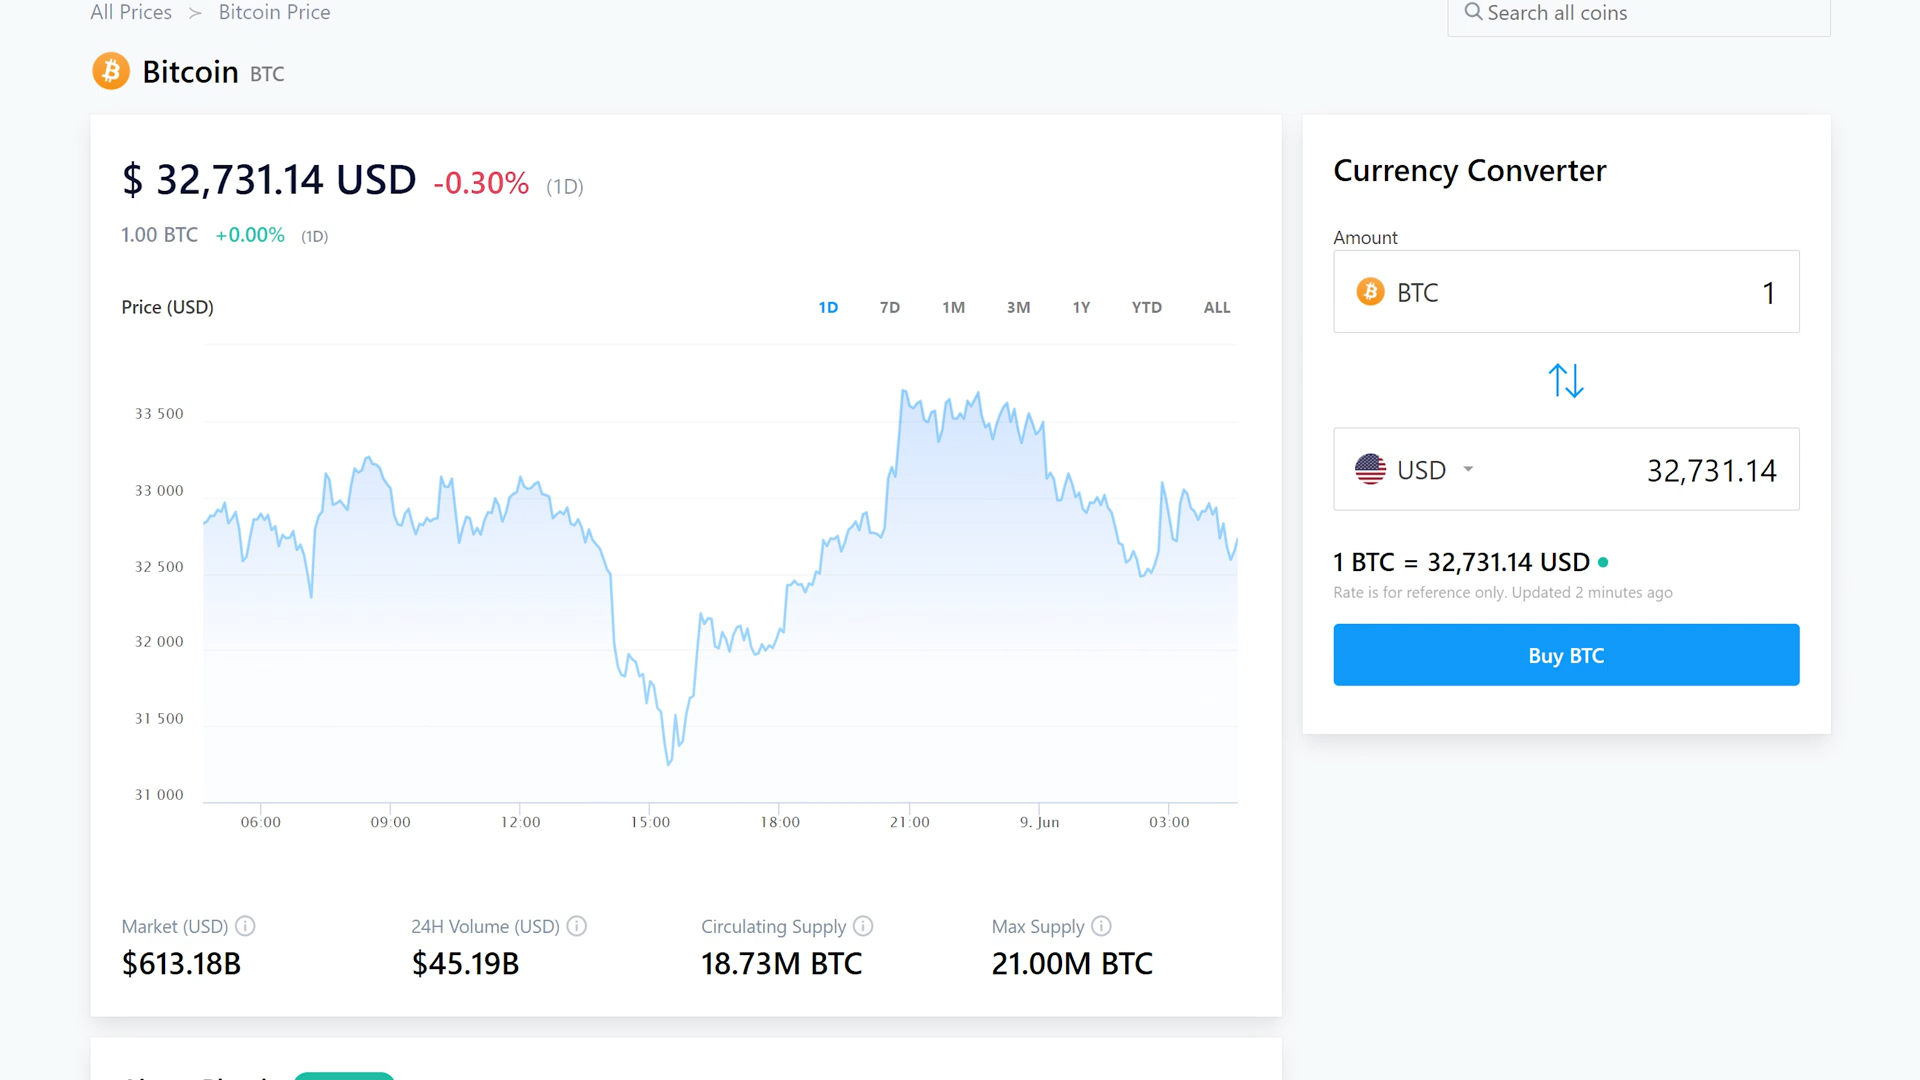 All Prices > Bitcoin Price
Search all coins
Bitcoin BTC
$ 32,731.14 USD -0.30% (1D)
1.00 BTC +0.00% (1D)
Price (USD)
1D 7D 1M 3M 1Y YTD ALL
33 500
33 000
32 500
32 000
31 500
31 000
06:00 09:00 12:00 15:00 18:00 21:00 9. Jun 03:00
Market (USD)
$613.18B
24H Volume (USD)
$45.19B
Circulating Supply
18.73M BTC
Max Supply
21.00M BTC
Currency Converter
Amount
BTC 1
USD 32,731.14
1 BTC = 32,731.14 USD
Rate is for reference only. Updated 2 minutes ago
Buy BTC